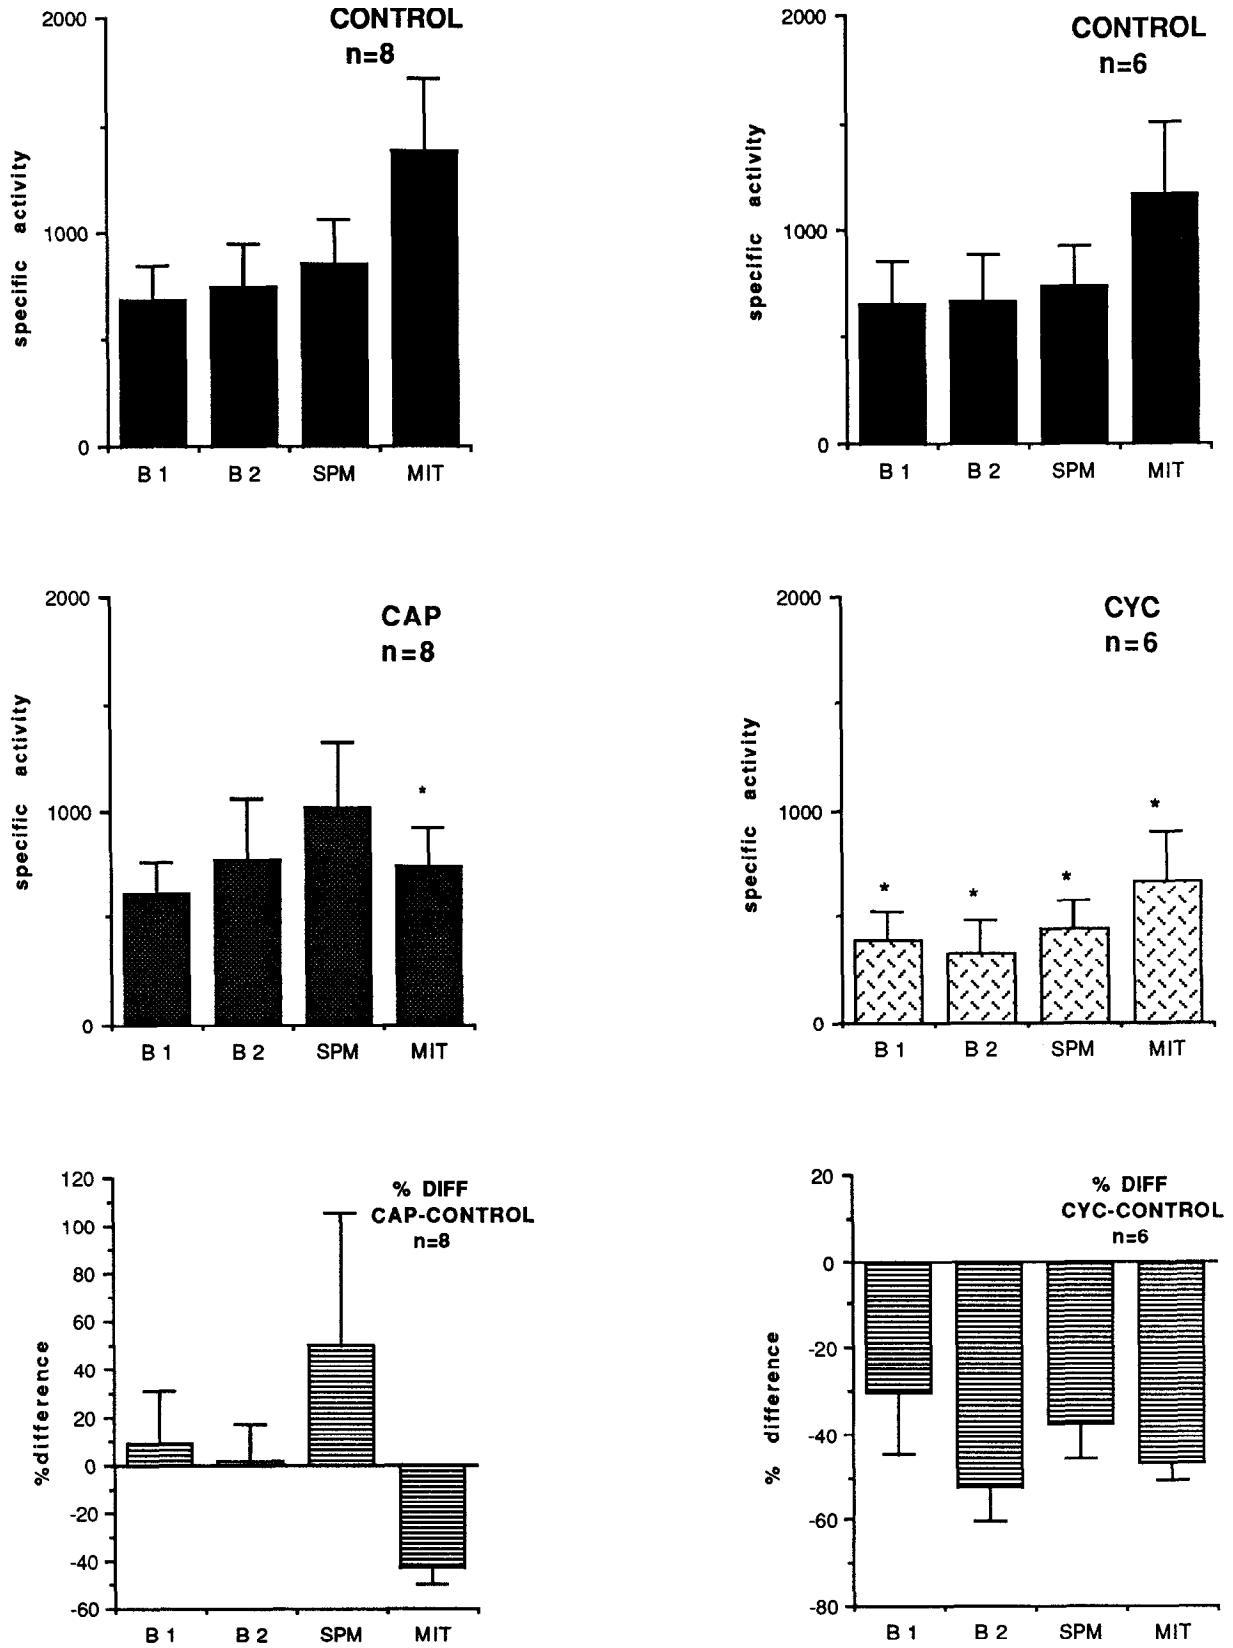 CONTROL
n=8
2000
1000
0
specific activity
B 1 B 2 SPM MIT
CONTROL
n=6
2000
1000
0
specific activity
B 1 B 2 SPM MIT
CAP
n=8
2000
1000
0
specific activity
*
B 1 B 2 SPM MIT
CYC
n=6
2000
1000
0
specific activity
* * * *
B 1 B 2 SPM MIT
% DIFF
CAP-CONTROL
n=8
120
100
80
60
40
20
0
-20
-40
-60
%difference
B 1 B 2 SPM MIT
% DIFF
CYC-CONTROL
n=6
20
0
-20
-40
-60
-80
% difference
B 1 B 2 SPM MIT